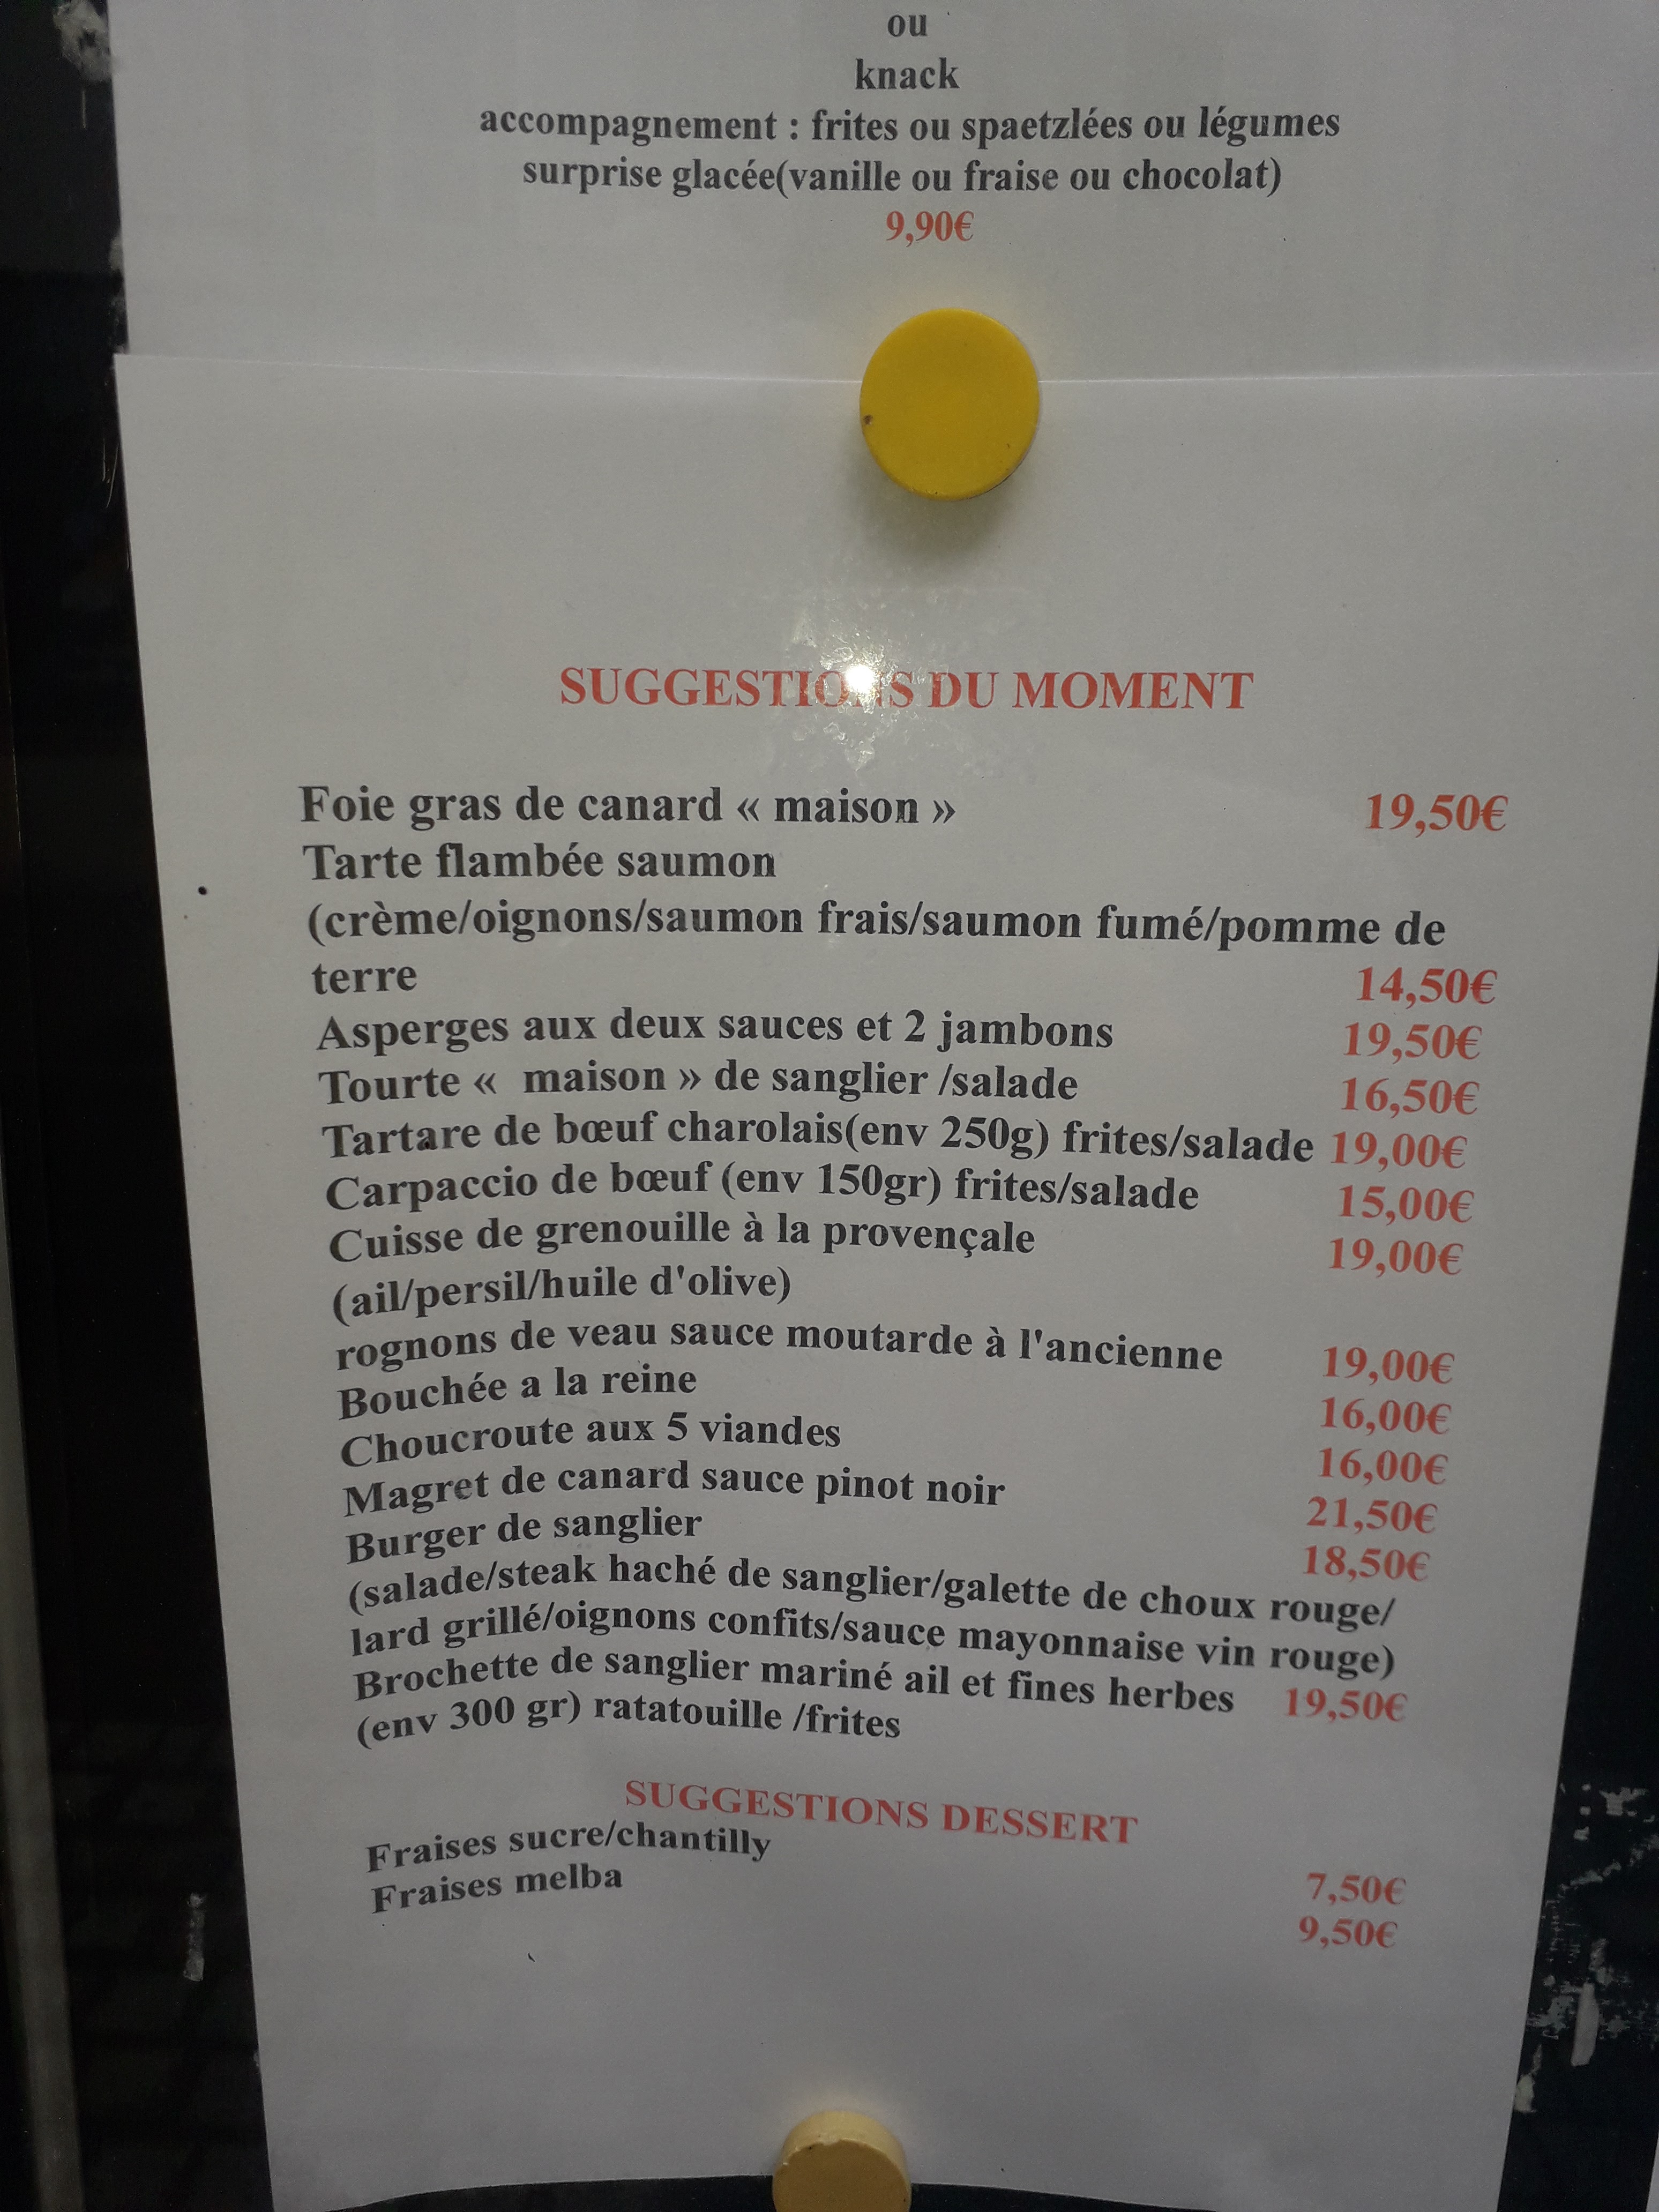 ou
knack
accompagnement : frites ou spaetzlées ou légumes
surprise glacée(vanille ou fraise ou chocolat)
9,90€
SUGGESTIONS DU MOMENT
Foie gras de canard « maison » 19,50€
Tarte flambée saumon
(crème/oignons/saumon frais/saumon fumé/pomme de
terre 14,50€
Asperges aux deux sauces et 2 jambons 19,50€
Tourte « maison » de sanglier /salade 16,50€
Tartare de bœuf charolais(env 250g) frites/salade 19,00€
Carpaccio de bœuf (env 150gr) frites/salade 15,00€
Cuisse de grenouille à la provençale 19,00€
(ail/persil/huile d'olive)
rognons de veau sauce moutarde à l'ancienne 19,00€
Bouchée a la reine 16,00€
Choucroute aux 5 viandes 16,00€
Magret de canard sauce pinot noir 21,50€
Burger de sanglier 18,50€
(salade/steak haché de sanglier/galette de choux rouge/
lard grillé/oignons confits/sauce mayonnaise vin rouge)
Brochette de sanglier mariné ail et fines herbes 19,50€
(env 300 gr) ratatouille /frites
SUGGESTIONS DESSERT
Fraises sucre/chantilly 7,50€
Fraises melba 9,50€